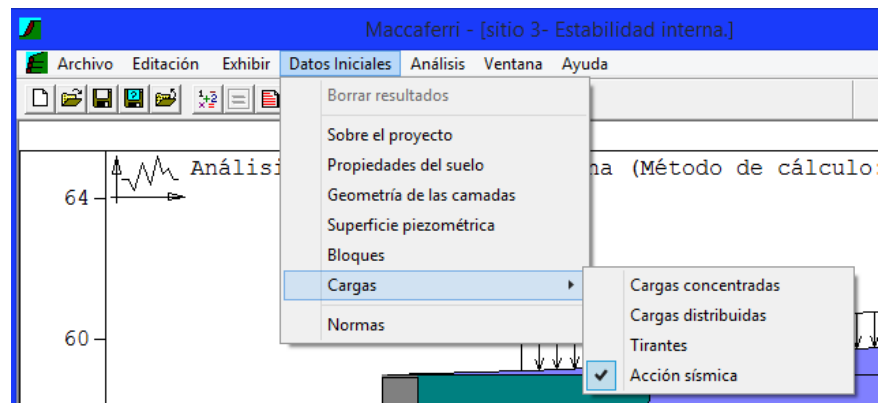 Maccaferri - [sitio 3- Estabilidad interna.]
Archivo Editación Exhibir Datos Iniciales Análisis Ventana Ayuda
Borrar resultados
Sobre el proyecto
Propiedades del suelo
Geometría de las camadas
Superficie piezométrica
Bloques
Cargas
Normas
Cargas concentradas
Cargas distribuidas
Tirantes
Acción sísmica
Análisi na (Método de cálculo:
64
60